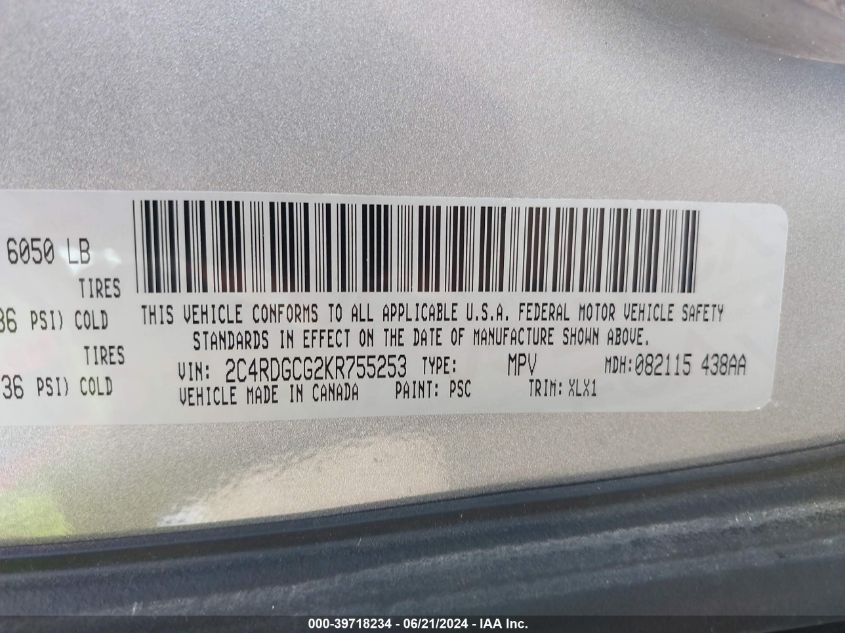 6050 LB
TIRES
36 PSI) COLD
TIRES
36 PSI) COLD
THIS VEHICLE CONFORMS TO ALL APPLICABLE U.S.A. FEDERAL MOTOR VEHICLE SAFETY
STANDARDS IN EFFECT ON THE DATE OF MANUFACTURE SHOWN ABOVE.
VIN: 2C4RDGCG2KR755253 TYPE: MPV MDH:082115 438AA
VEHICLE MADE IN CANADA PAINT: PSC TRIM: XLX1
000-39718234 - 06/21/2024 - IAA Inc.